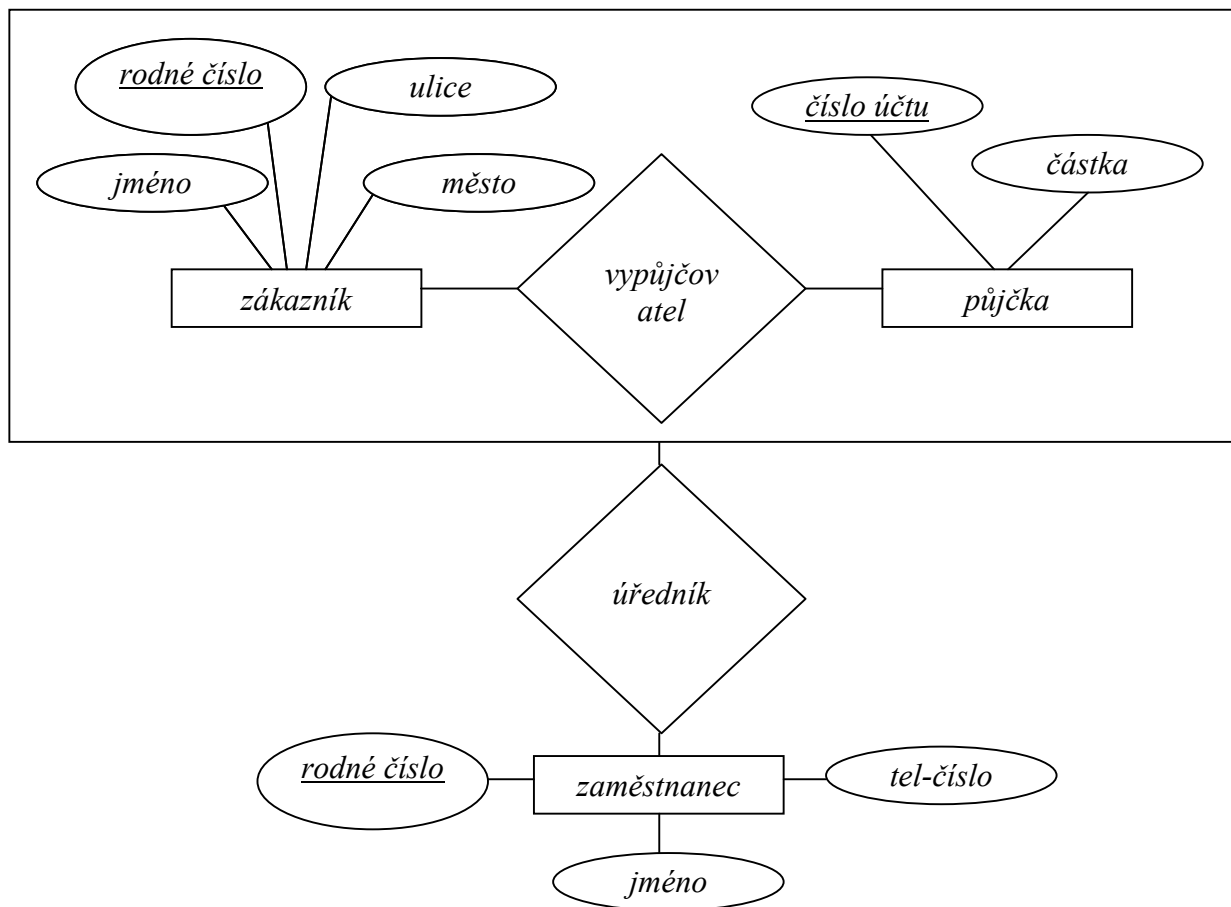 rodné číslo
ulice
jméno
město
číslo účtu
částka
zákazník
vypůjčov
atel
půjčka
úředník
rodné číslo
zaměstnanec
tel-číslo
jméno